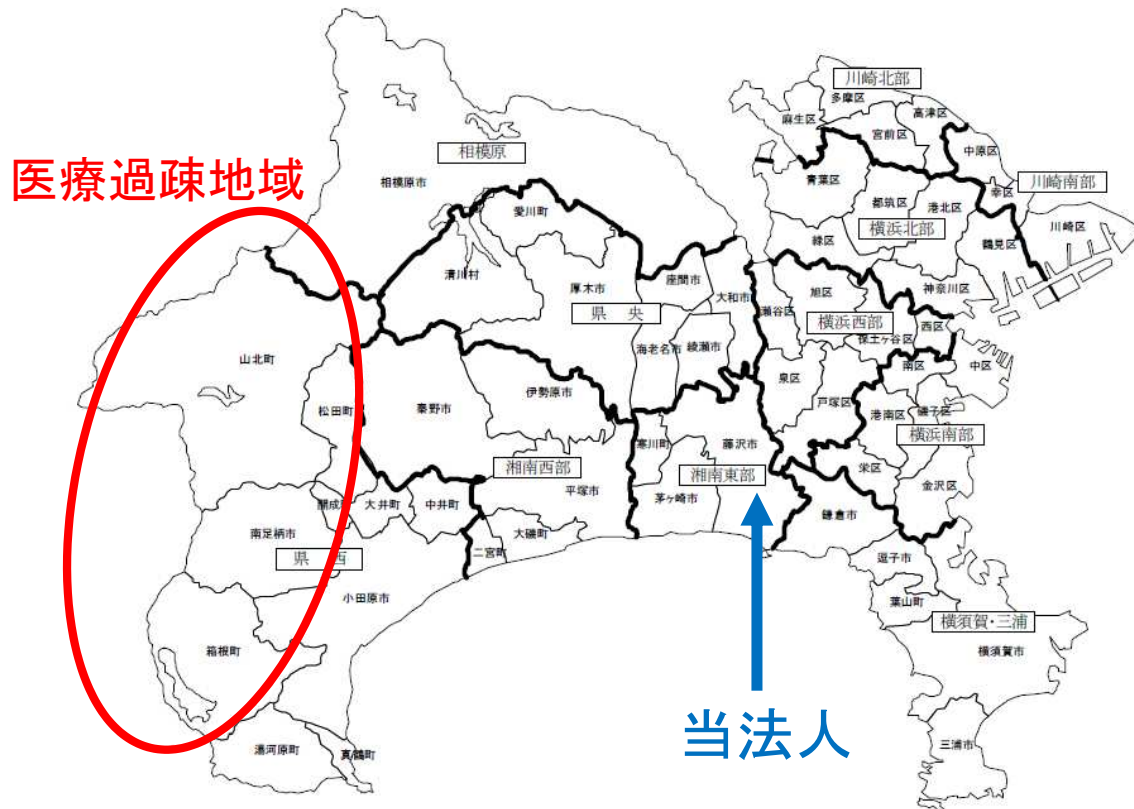 川崎北部
多摩区
高津区
麻生区
宮前区
中原区
相模原
医療過疎地域
相模原市
青葉区
幸区
川崎南部
愛川町
都筑区
港北区
川崎区
横浜北部
鶴見区
緑区
清川村
厚木市
座間市
大和市
旭区
神奈川区
瀬谷区
県 央
横浜西部
西区
保土ヶ谷区
山北町
海老名市
綾瀬市
南区
中区
泉区
松田町
秦野市
伊勢原市
戸塚区
港南区
磯子区
寒川町
藤沢市
横浜南部
湘南西部
湘南東部
栄区
平塚市
茅ヶ崎市
金沢区
開成町
大井町
中井町
鎌倉市
南足柄市
大磯町
県 西
二宮町
逗子市
小田原市
葉山町
横須賀・三浦
箱根町
横須賀市
当法人
湯河原町
真鶴町
三浦市